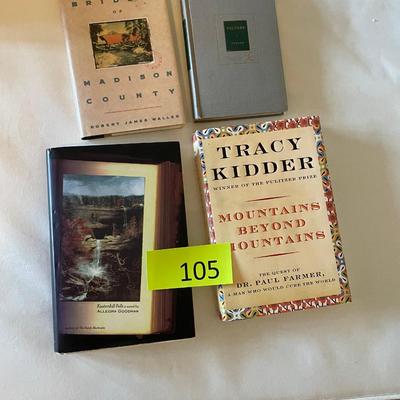 BRIDGES
OF
MADISON
COUNTY
ROBERT JAMES WALLER
TRACY
KIDDER
WINNER OF THE PULITZER PRIZE
MOUNTAINS
BEYOND
MOUNTAINS
THE QUEST OF
DR. PAUL FARMER,
A MAN WHO WOULD CURE THE WORLD
105
Kaaterskill Falls a novel by
ALLEGRA GOODMAN